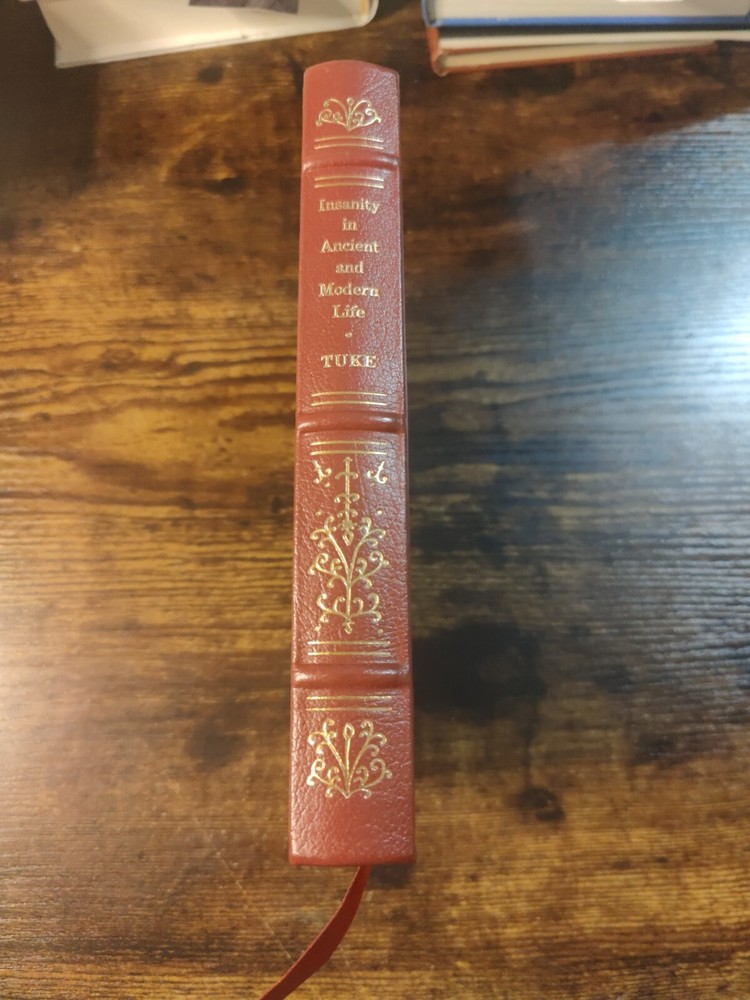 Insanity
in
Ancient
and
Modern
Life
TUKE